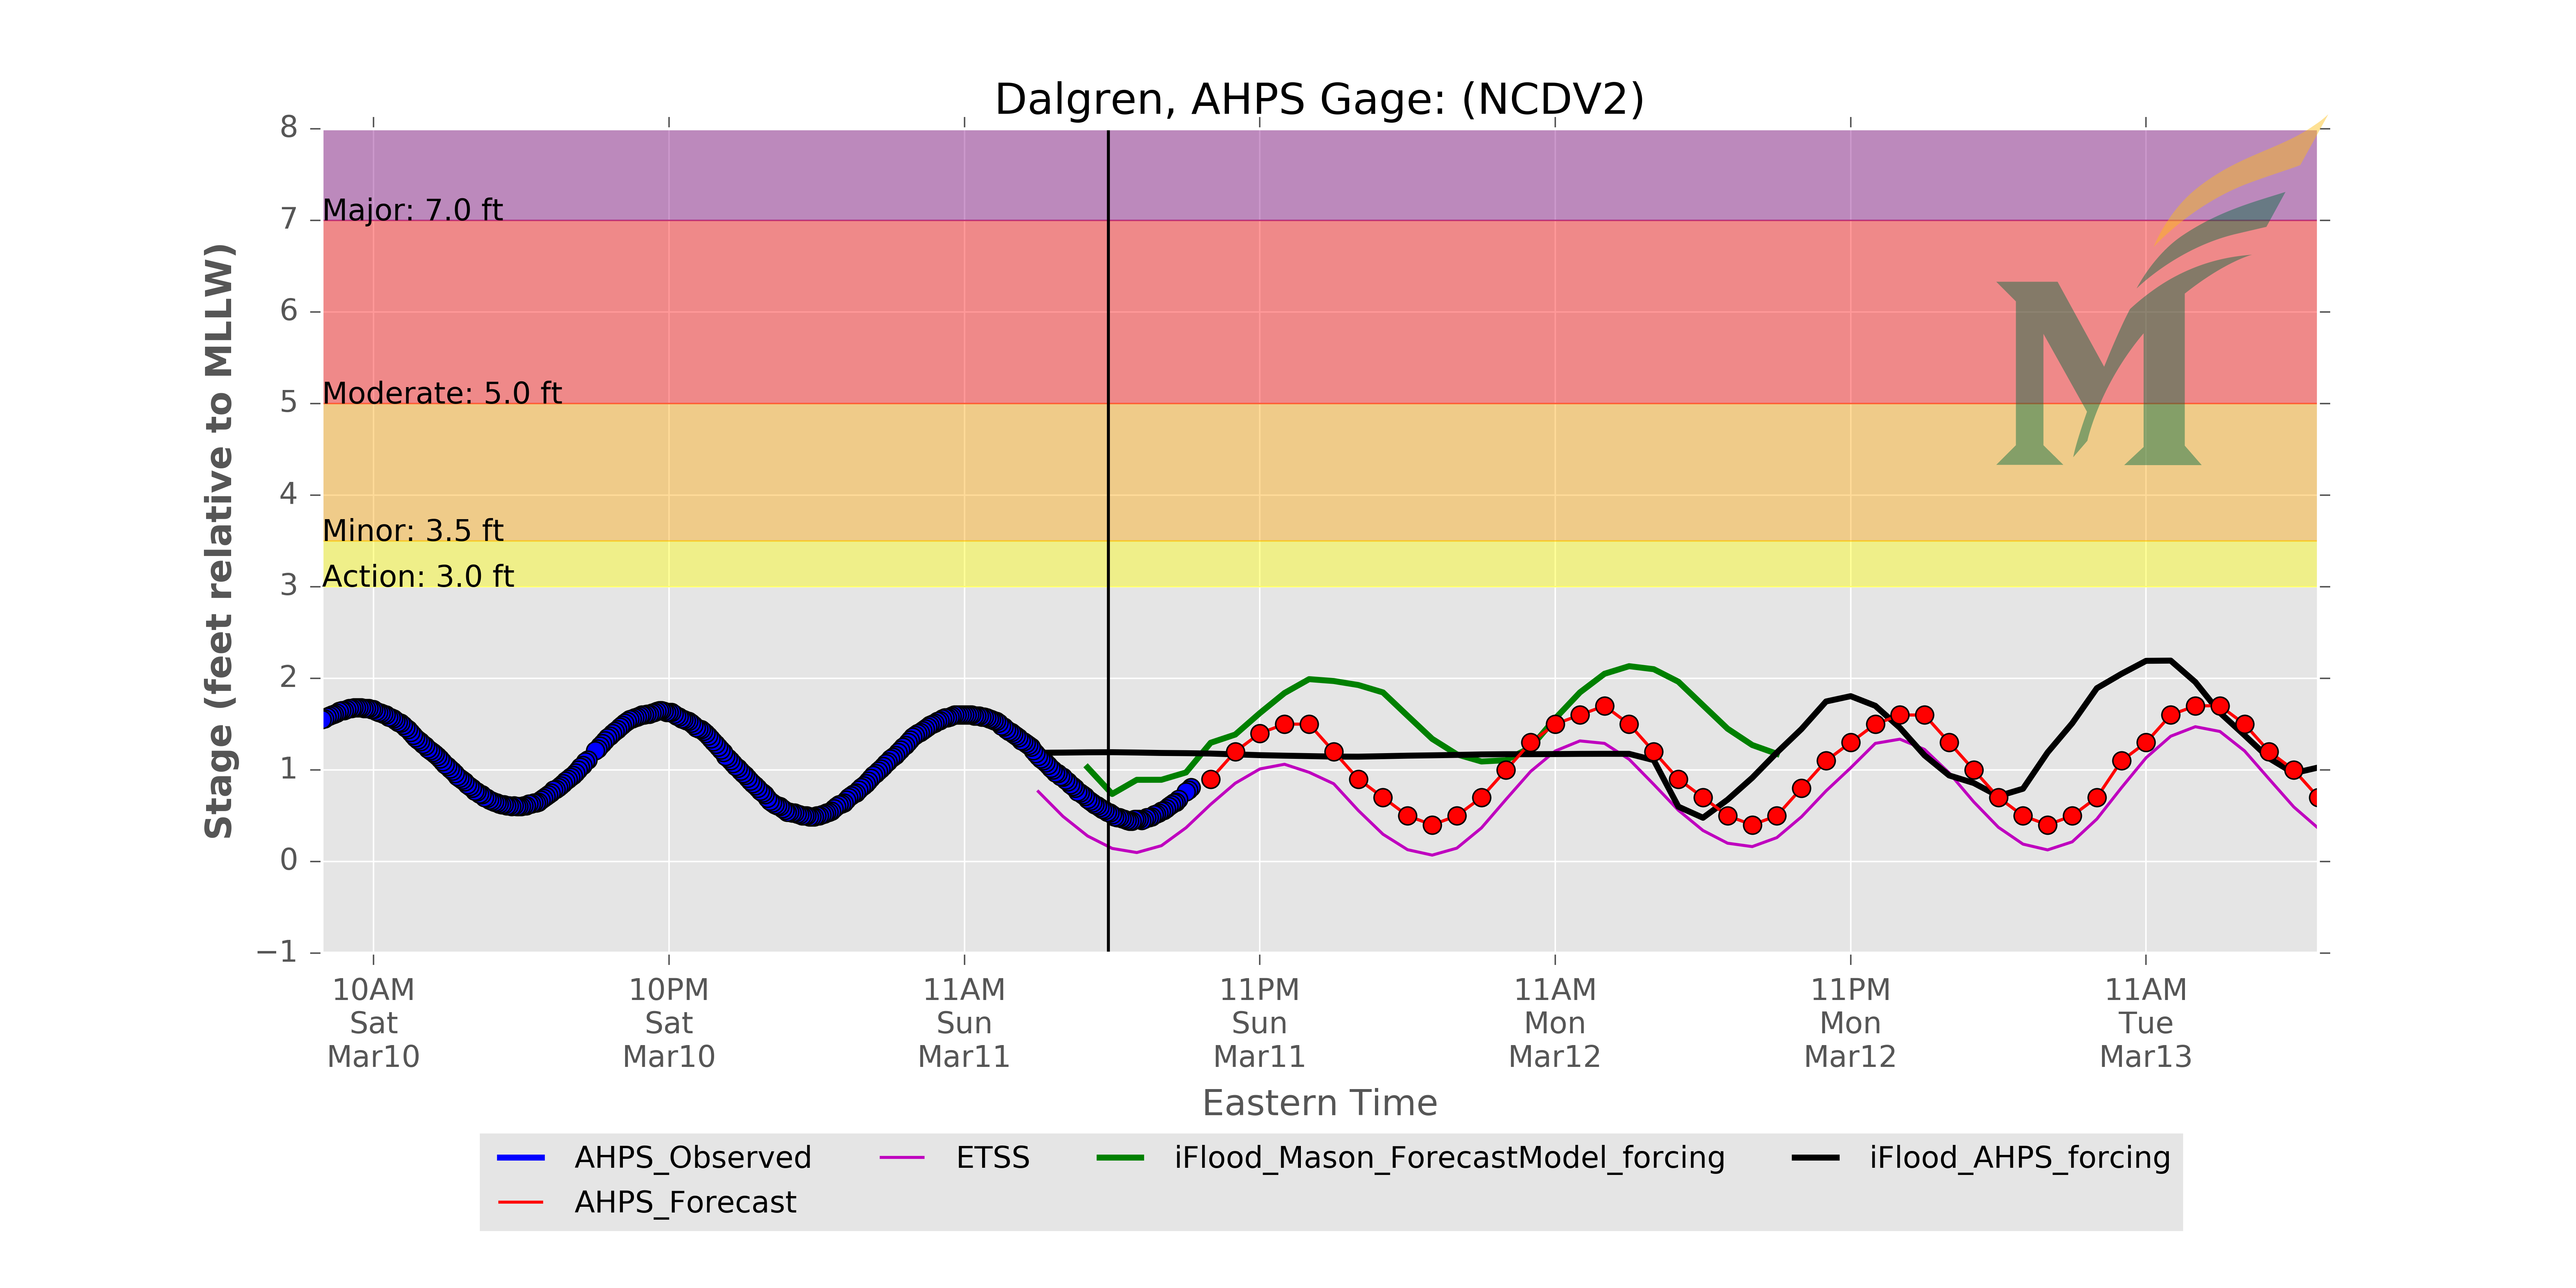 Dalgren, AHPS Gage: (NCDV2)
8
7
6
5
4
3
2
1
0
−1
Stage (feet relative to MLLW)
Major: 7.0 ft
Moderate: 5.0 ft
Minor: 3.5 ft
Action: 3.0 ft
M
10AM
Sat
Mar10
10PM
Sat
Mar10
11AM
Sun
Mar11
11PM
Sun
Mar11
11AM
Mon
Mar12
11PM
Mon
Mar12
11AM
Tue
Mar13
Eastern Time
AHPS_Observed
AHPS_Forecast
ETSS
iFlood_Mason_ForecastModel_forcing
iFlood_AHPS_forcing